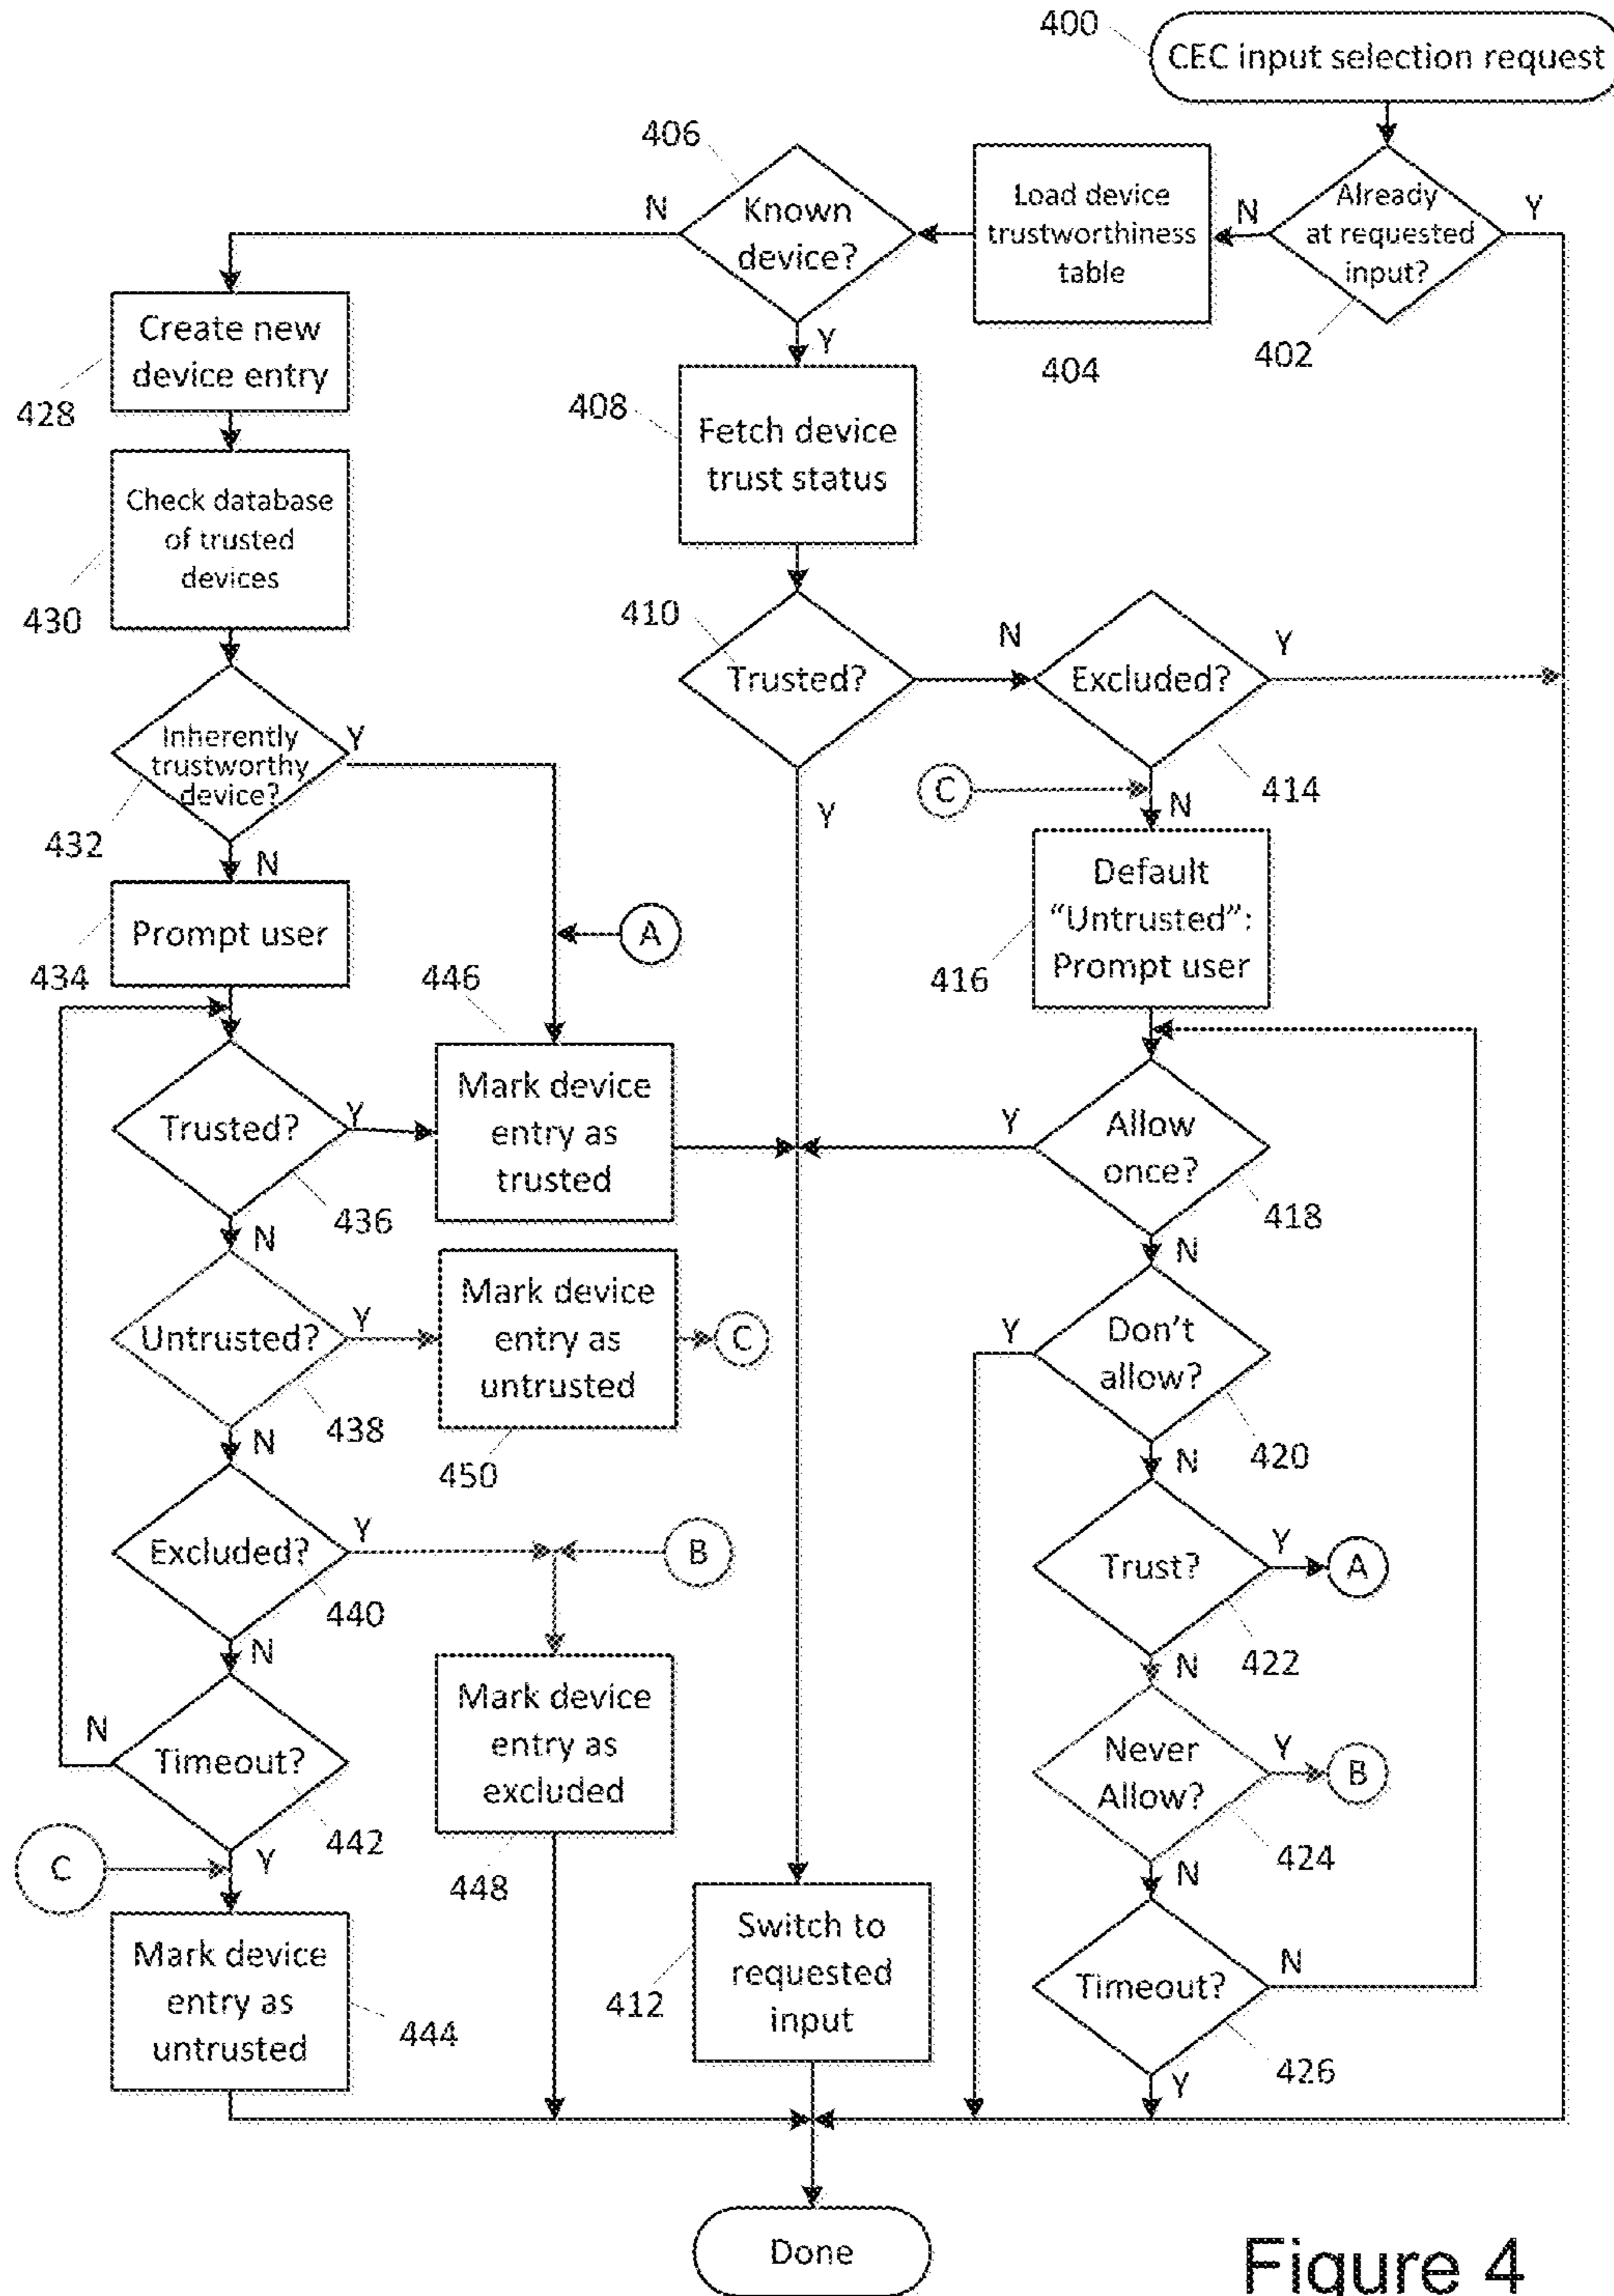 400
CEC input selection request
406
Known
device?
N
Y
Load device
trustworthiness
table
404
N
Already
at requested
input?
Y
402
Create new
device entry
428
408
Fetch device
trust status
Check database
of trusted
devices
430
410
Trusted?
N
Y
Excluded?
Y
414
N
C
Inherently
trustworthy
device?
Y
432
N
Default
“Untrusted”:
Prompt user
416
Prompt user
434
A
446
Mark device
entry as
trusted
Trusted?
Y
436
N
Y
Allow
once?
418
N
Untrusted?
Y
438
N
Mark device
entry as
untrusted
C
450
Y
Don’t
allow?
420
N
Excluded?
Y
440
N
B
Trust?
Y
A
422
N
Mark device
entry as
excluded
448
N
Timeout?
442
Y
C
Never
Allow?
Y
B
424
N
Mark device
entry as
untrusted
444
Switch to
requested
input
412
Timeout?
N
426
Y
Done
Figure 4